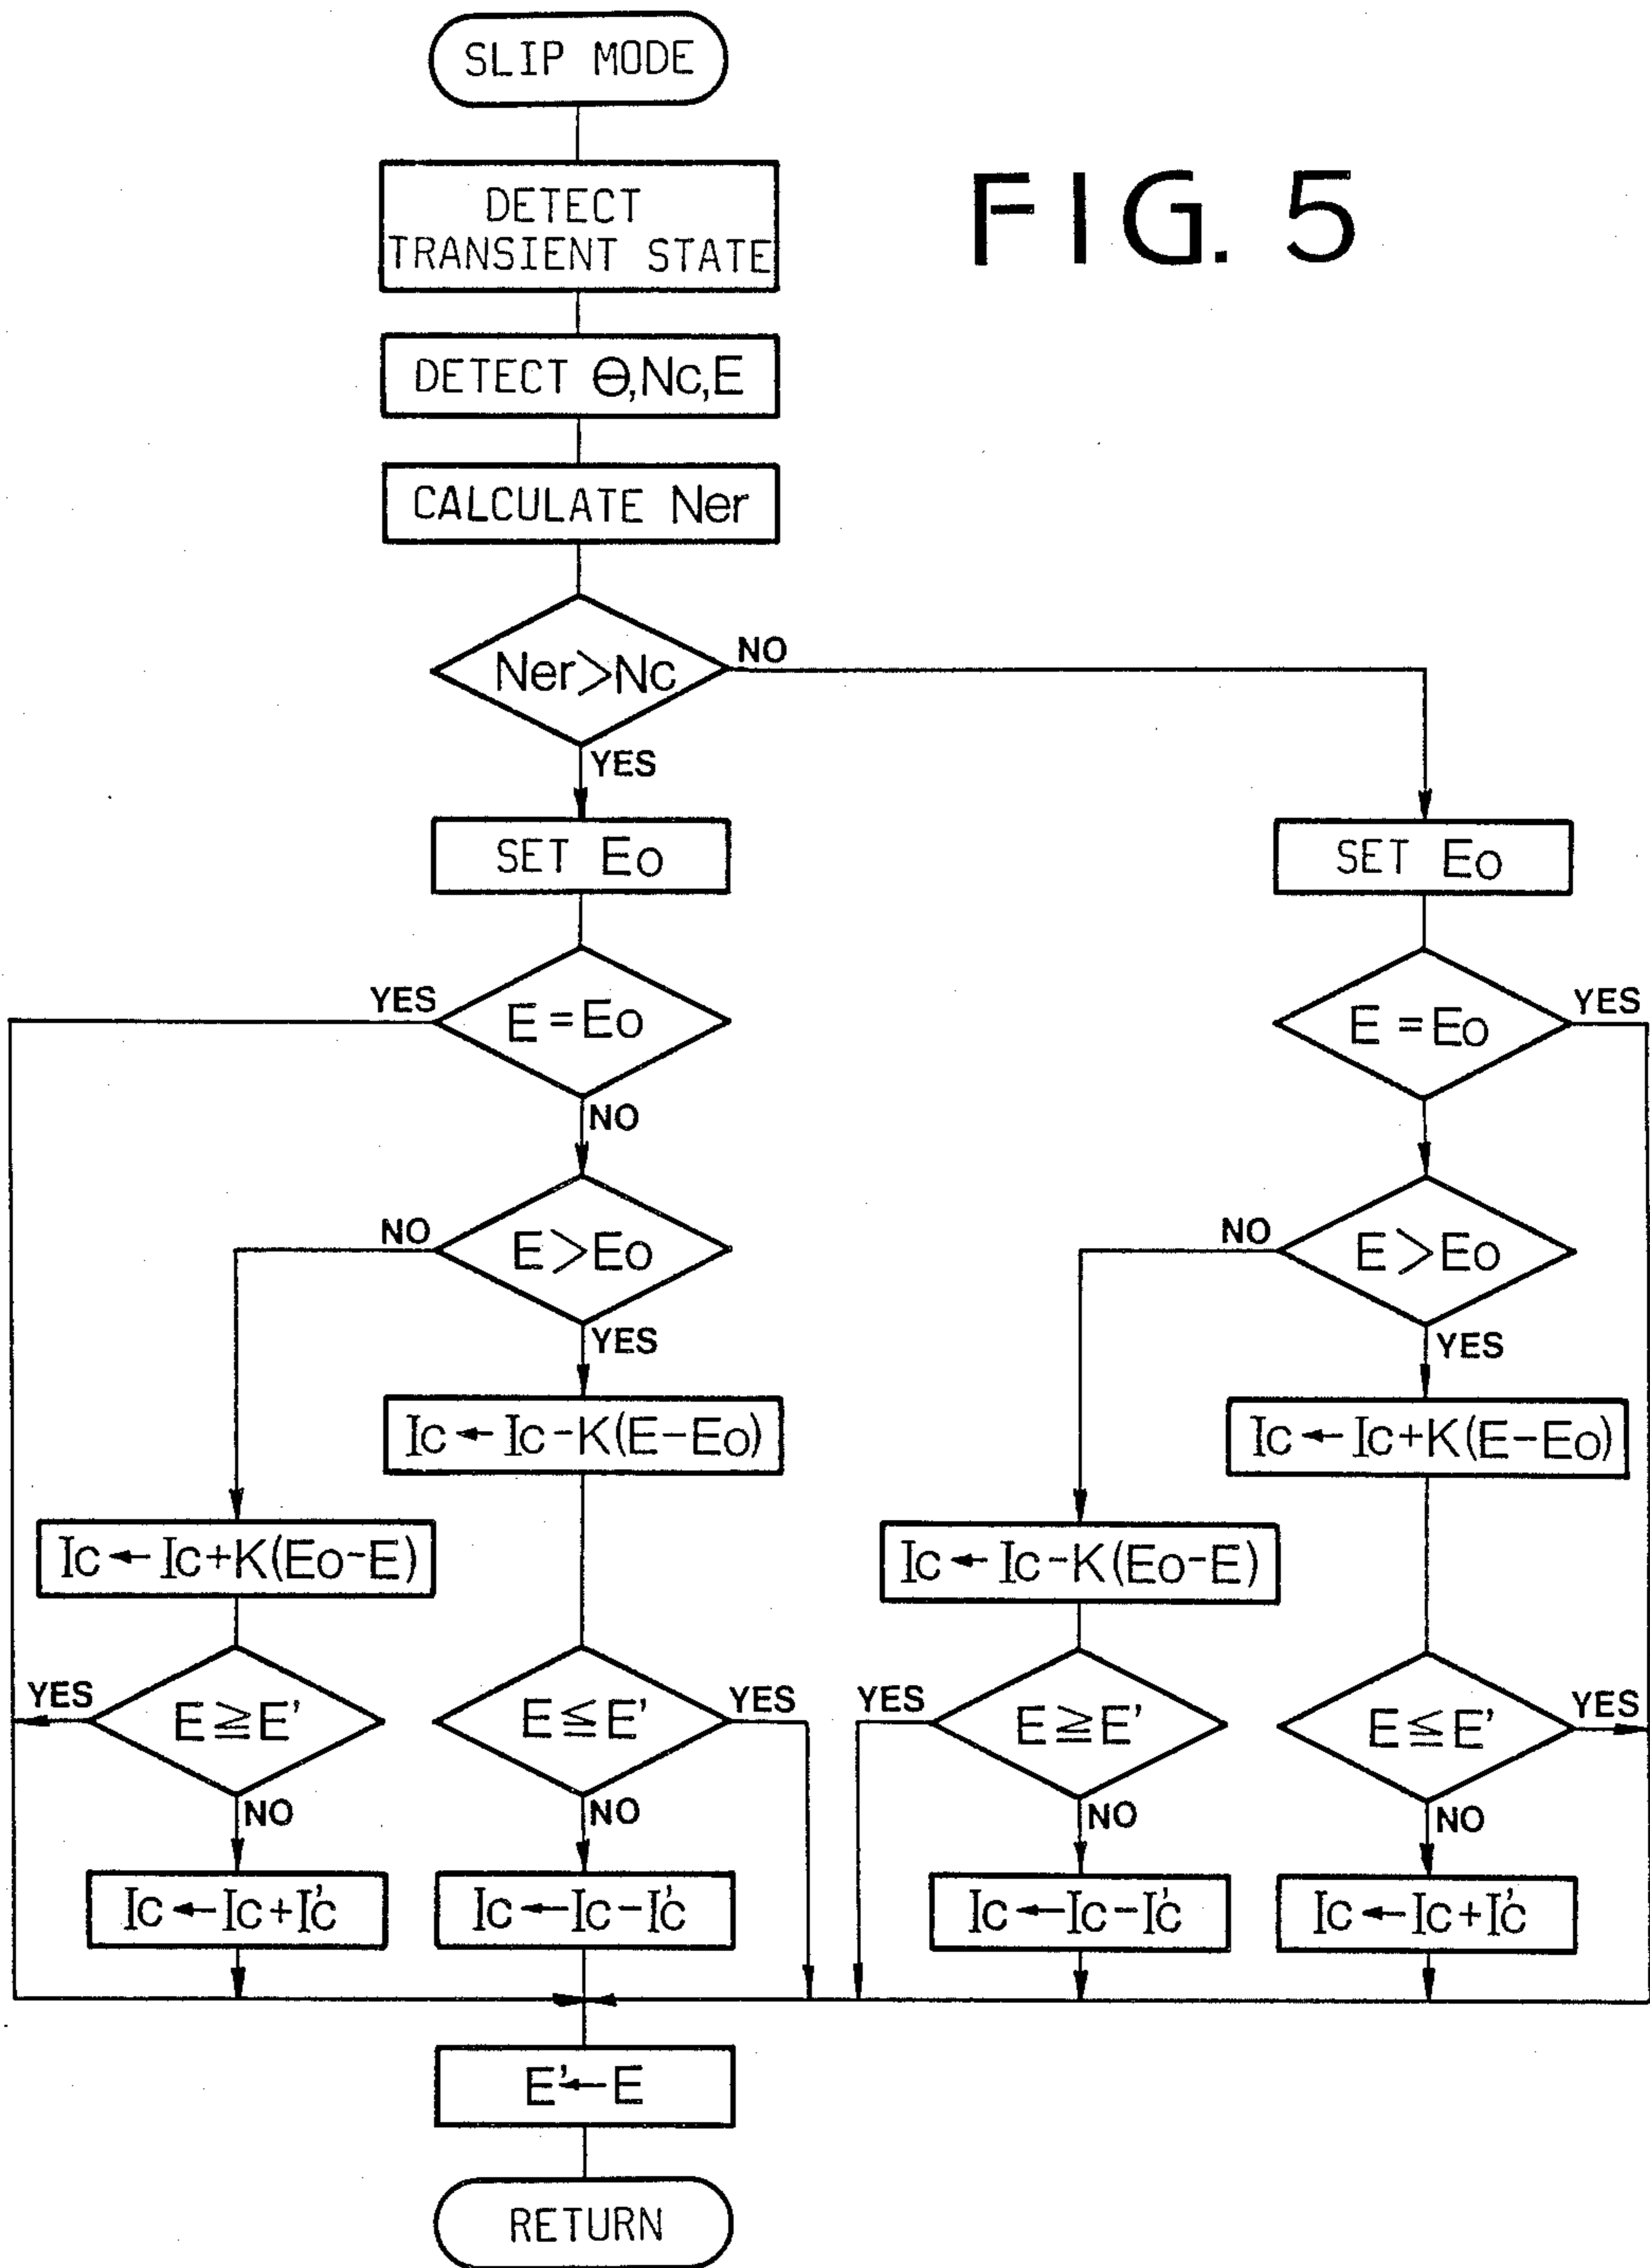 SLIP MODE
FIG. 5
DETECT
TRANSIENT STATE
DETECT Θ,Nc,E
CALCULATE Ner
Ner>Nc
NO
YES
SET Eo
SET Eo
YES
E=Eo
E=Eo
YES
NO
NO
E>Eo
NO
E>Eo
YES
YES
Ic←Ic-K(E-Eo)
Ic←Ic+K(E-Eo)
Ic←Ic+K(Eo-E)
Ic←Ic-K(Eo-E)
YES
E≧E'
E≦E'
YES
YES
E≧E'
E≦E'
YES
NO
NO
NO
NO
Ic←Ic+I'c
Ic←Ic-I'c
Ic←Ic-I'c
Ic←Ic+I'c
E'←E
RETURN